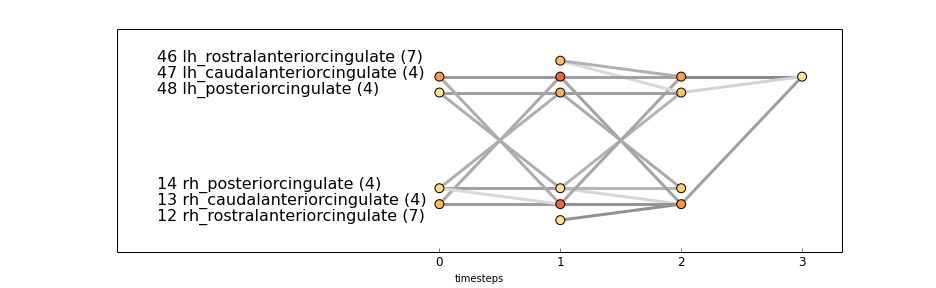 46 lh_rostralanteriorcingulate (7)
47 lh_caudalanteriorcingulate (4)
48 lh_posteriorcingulate (4)
14 rh_posteriorcingulate (4)
13 rh_caudalanteriorcingulate (4)
12 rh_rostralanteriorcingulate (7)
0 1 2 3
timesteps